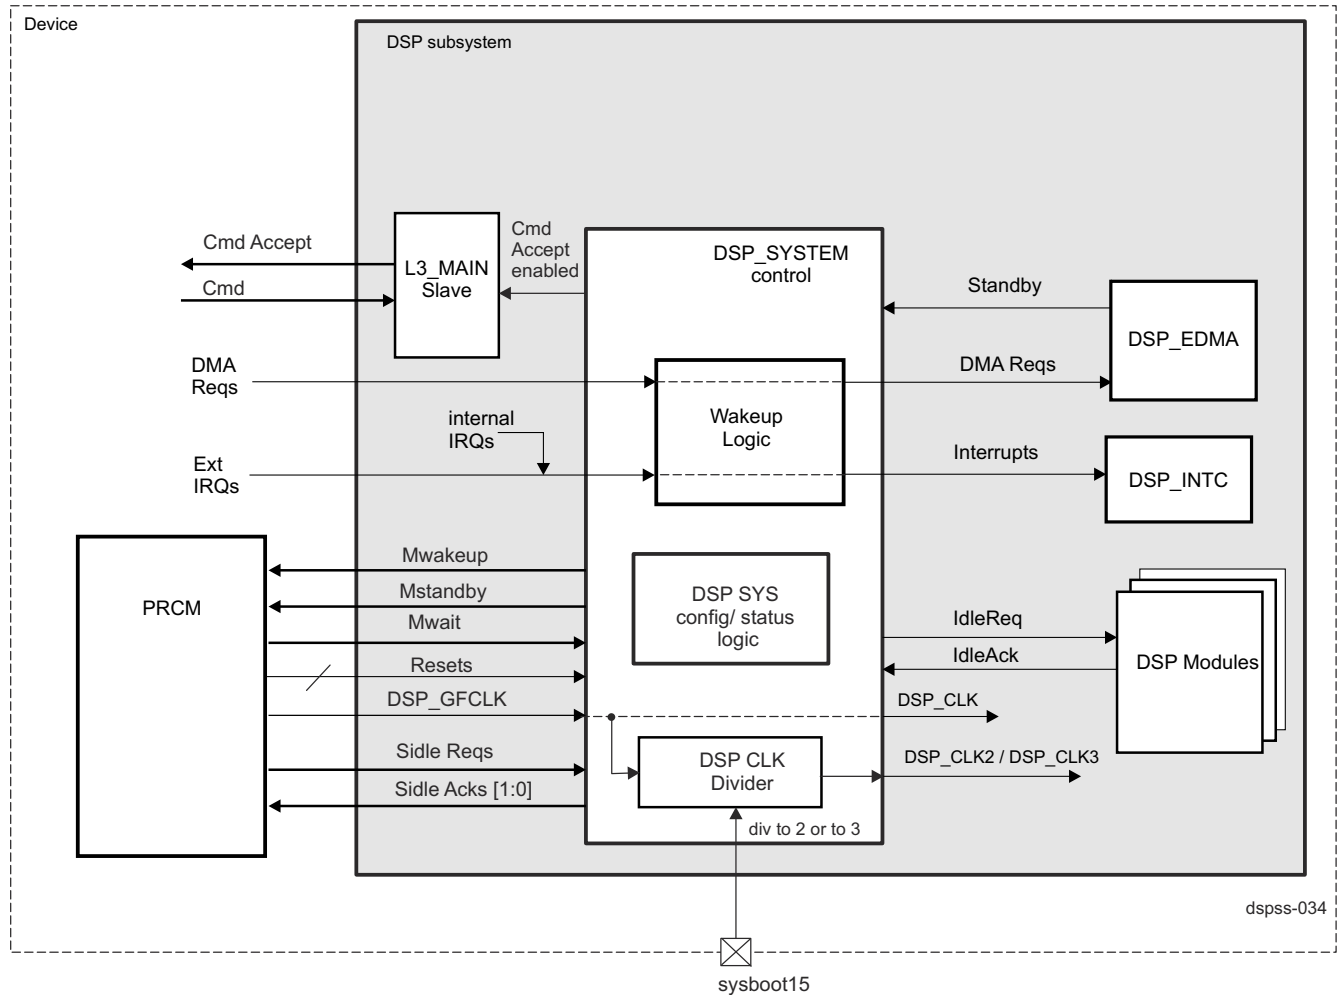 Device
DSP subsystem
Cmd Accept
Cmd
L3_MAIN
Slave
Cmd
Accept
enabled
DSP_SYSTEM
control
Standby
DSP_EDMA
DMA
Reqs
DMA Reqs
Wakeup
Logic
internal
IRQs
Ext
IRQs
Interrupts
DSP_INTC
PRCM
Mwakeup
Mstandby
Mwait
Resets
DSP_GFCLK
Sidle Reqs
Sidle Acks [1:0]
DSP SYS
config/ status
logic
IdleReq
IdleAck
DSP Modules
DSP_CLK
DSP CLK
Divider
DSP_CLK2 / DSP_CLK3
div to 2 or to 3
dspss-034
sysboot15